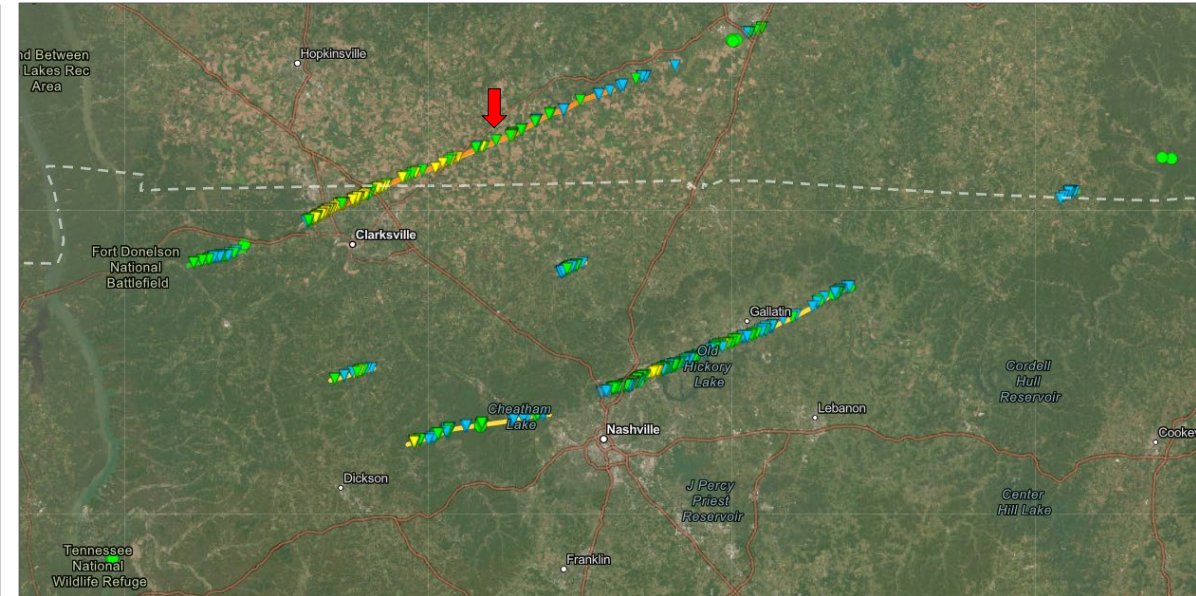 nd Between
Lakes Rec
Area
Hopkinsville
Clarksville
Fort Donelson
National
Battlefield
Gallatin
Old
Hickory
Lake
Cordell
Hull
Reservoir
Cheatham
Lake
Lebanon
Nashville
Cooke
Dickson
J Percy
Priest
Reservoir
Center
Hill Lake
Tennessee
National
Wildlife Refuge
Franklin